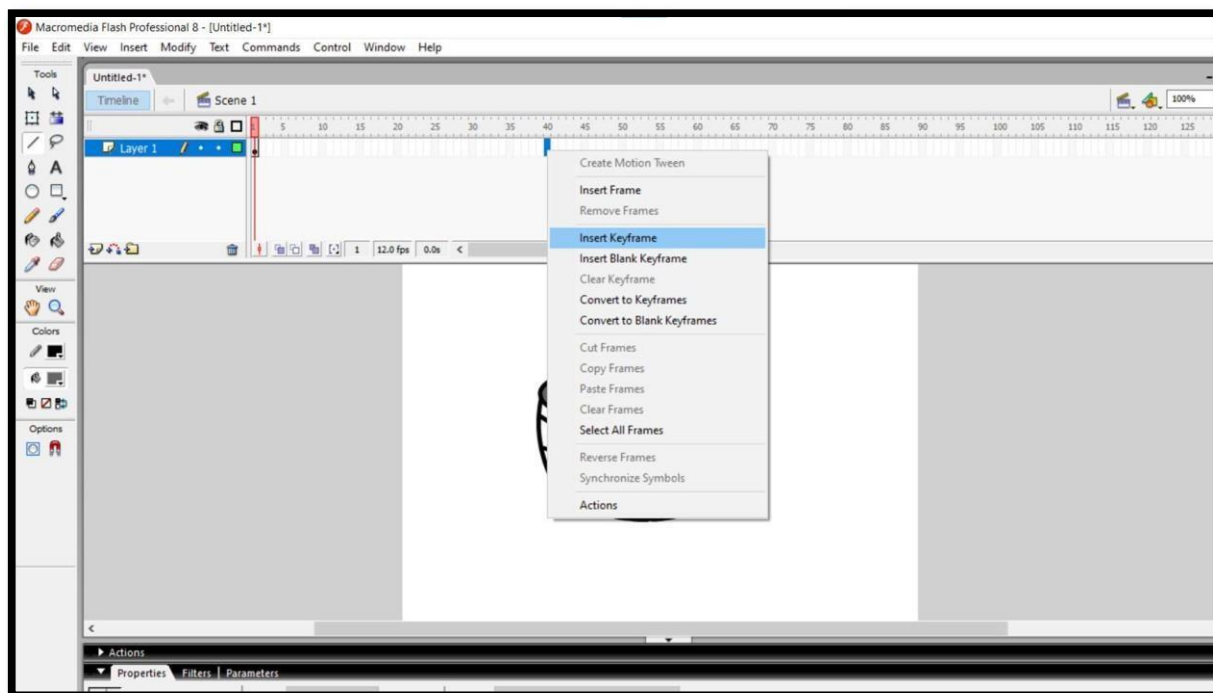 Macromedia Flash Professional 8 - [Untitled-1*]
File Edit View Insert Modify Text Commands Control Window Help
Tools
Untitled-1*
Timeline Scene 1 100%
5 10 15 20 25 30 35 40 45 50 55 60 65 70 75 80 85 90 95 100 105 110 115 120 125
Layer 1
A
1 12.0 fps 0.0s
View
Colors
Options
Create Motion Tween
Insert Frame
Remove Frames
Insert Keyframe
Insert Blank Keyframe
Clear Keyframe
Convert to Keyframes
Convert to Blank Keyframes
Cut Frames
Copy Frames
Paste Frames
Clear Frames
Select All Frames
Reverse Frames
Synchronize Symbols
Actions
Actions
Properties Filters | Parameters